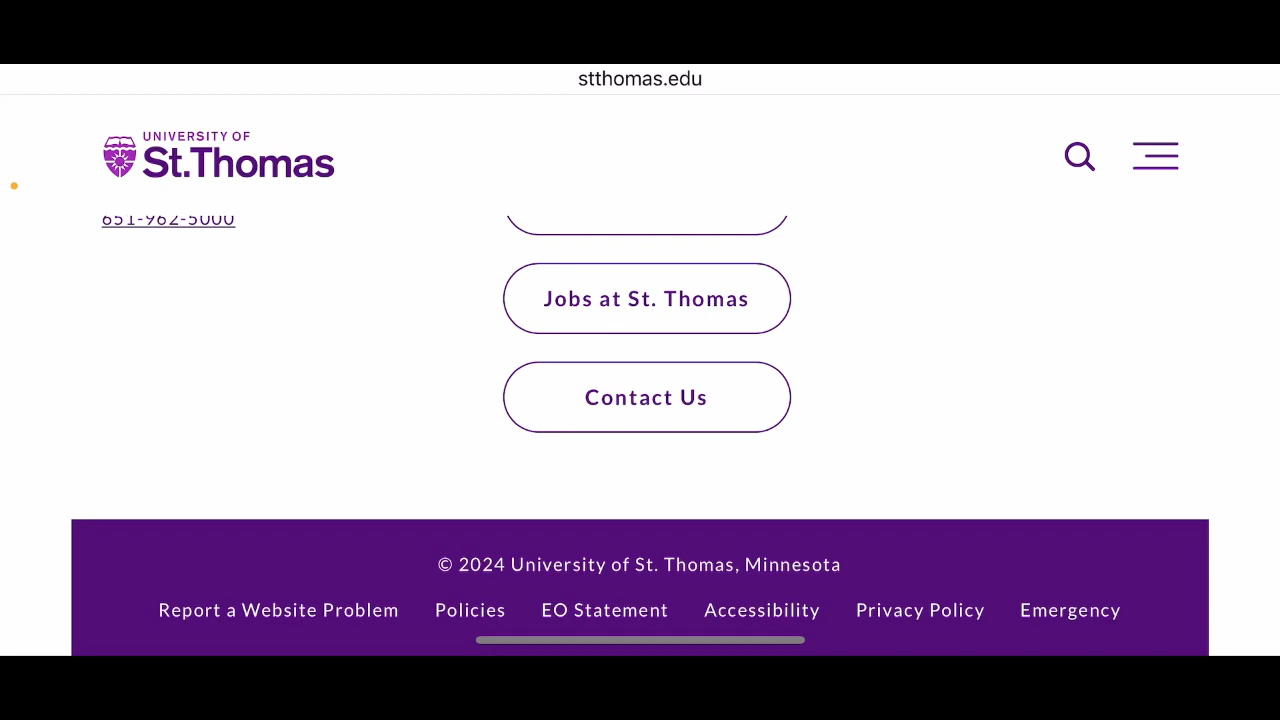 stthomas.edu
UNIVERSITY OF
St.Thomas
651-962-5000
Jobs at St. Thomas
Contact Us
© 2024 University of St. Thomas, Minnesota
Report a Website Problem Policies EO Statement Accessibility Privacy Policy Emergency